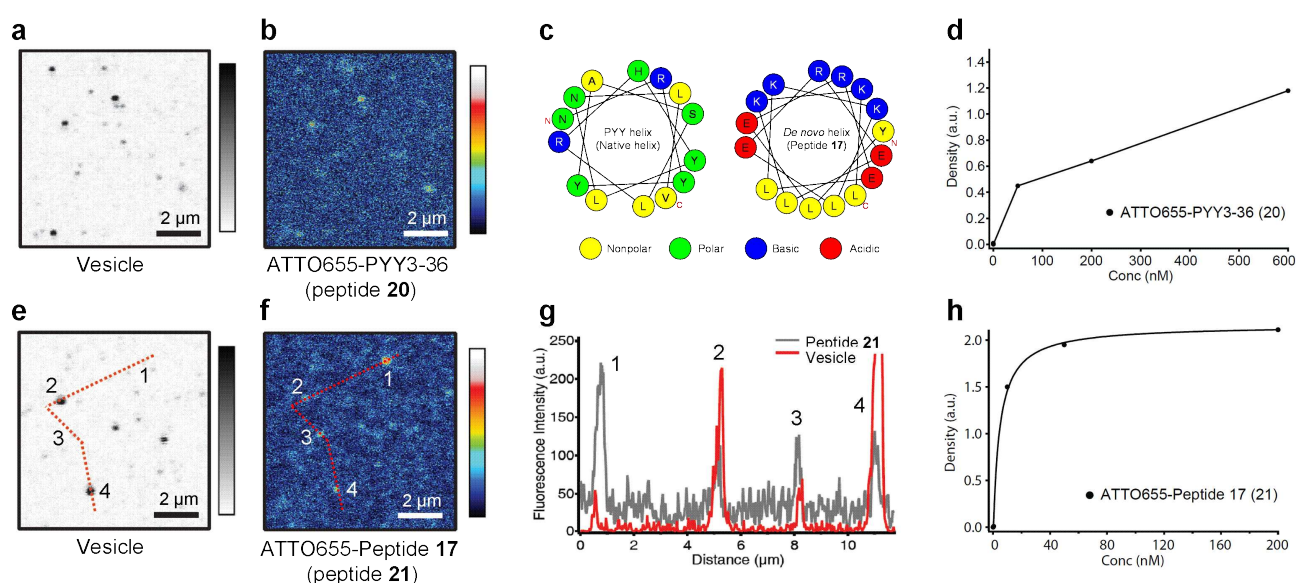 a
2 μm
Vesicle
b
2 μm
ATTO655-PYY3-36
(peptide 20)
c
A
H
R
L
S
Y
Y
V
C
L
L
Y
R
N
N
N
PYY helix
(Native helix)
K
R
R
K
K
Y
N
E
E
L
C
L
L
L
L
E
E
K
De novo helix
(Peptide 17)
Nonpolar
Polar
Basic
Acidic
d
Density (a.u.)
1.4
1.2
1.0
0.8
0.6
0.4
0.2
0.0
0 100 200 300 400 500 600
Conc (nM)
ATTO655-PYY3-36 (20)
e
1
2
3
4
2 μm
Vesicle
f
1
2
3
4
2 μm
ATTO655-Peptide 17
(peptide 21)
g
Fluorescence Intensity (a.u.)
250
200
150
100
50
0
0 2 4 6 8 10
Distance (μm)
Peptide 21
Vesicle
1
2
3
4
h
Density (a.u.)
2.0
1.5
1.0
0.5
0.0
0 40 80 120 160 200
Conc (nM)
ATTO655-Peptide 17 (21)